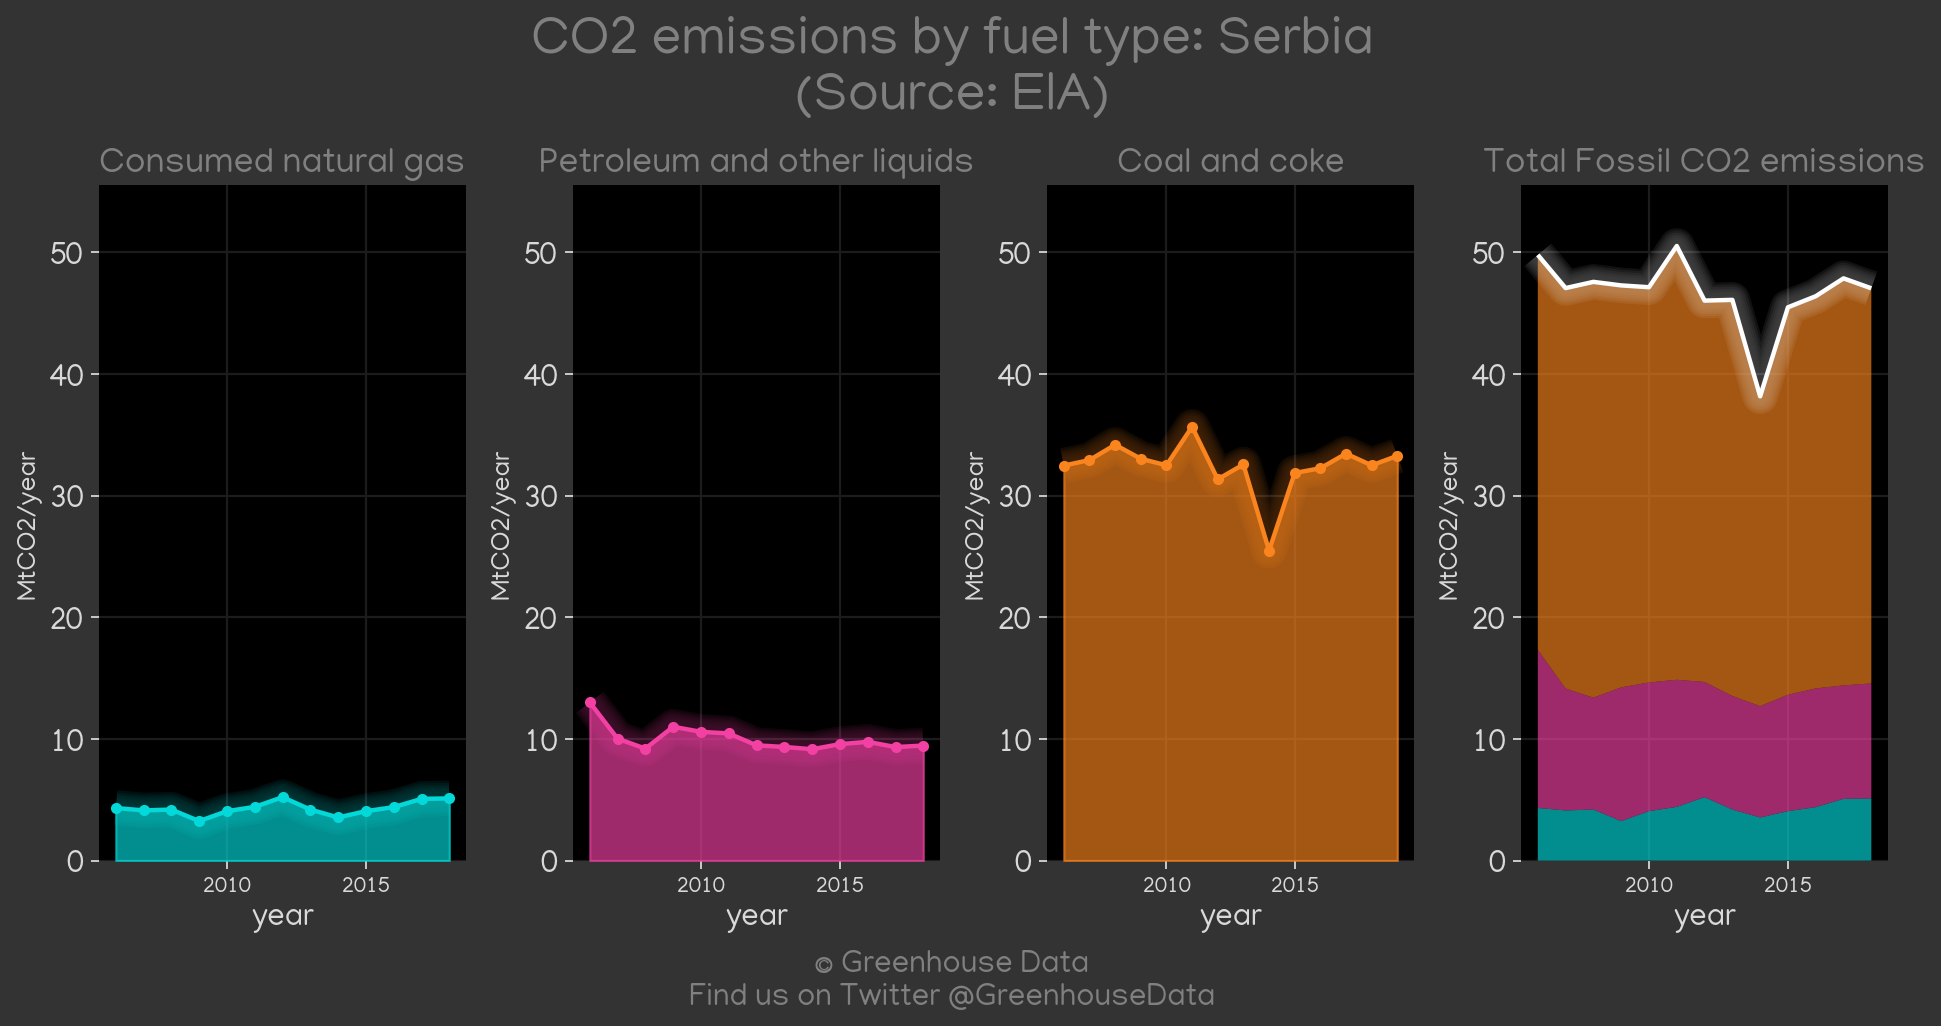 CO2 emissions by fuel type: Serbia
(Source: EIA)
Consumed natural gas
Petroleum and other liquids
Coal and coke
Total Fossil CO2 emissions
MtCO2/year
50
40
30
20
10
0
2010
2015
year
MtCO2/year
50
40
30
20
10
0
2010
2015
year
MtCO2/year
50
40
30
20
10
0
2010
2015
year
MtCO2/year
50
40
30
20
10
0
2010
2015
year
© Greenhouse Data
Find us on Twitter @GreenhouseData